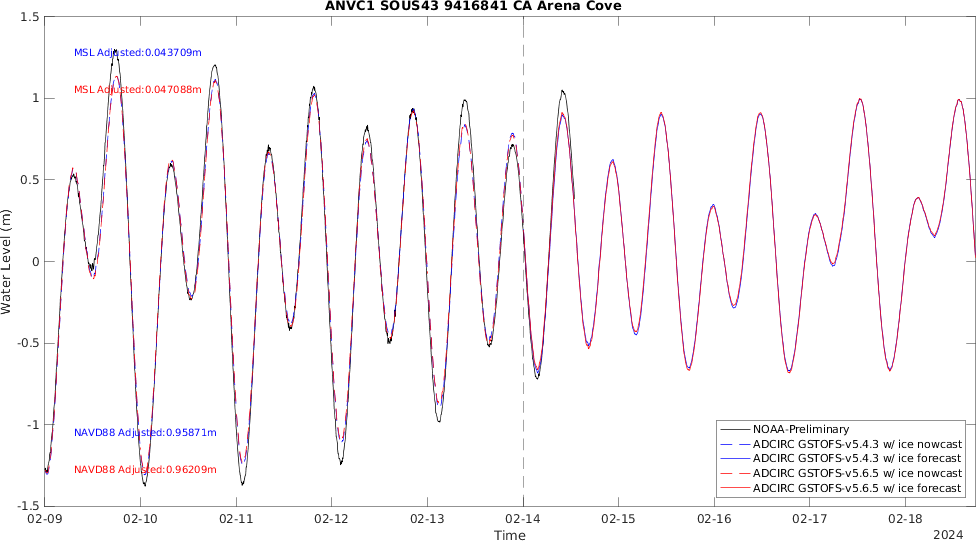 ANVC1 SOUS43 9416841 CA Arena Cove
1.5
1
0.5
0
-0.5
-1
-1.5
Water Level (m)
MSL Adjusted:0.043709m
MSL Adjusted:0.047088m
NAVD88 Adjusted:0.95871m
NAVD88 Adjusted:0.96209m
NOAA-Preliminary
ADCIRC GSTOFS-v5.4.3 w/ ice nowcast
ADCIRC GSTOFS-v5.4.3 w/ ice forecast
ADCIRC GSTOFS-v5.6.5 w/ ice nowcast
ADCIRC GSTOFS-v5.6.5 w/ ice forecast
02-09 02-10 02-11 02-12 02-13 02-14 02-15 02-16 02-17 02-18
Time
2024